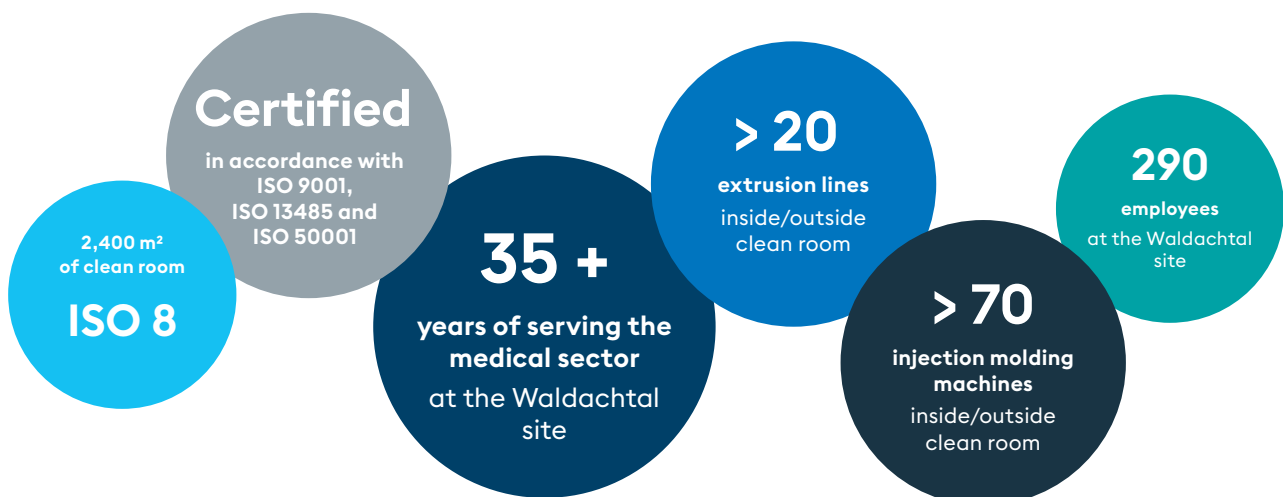 2,400 m²
of clean room
ISO 8
Certified
in accordance with
ISO 9001,
ISO 13485 and
ISO 50001
35 +
years of serving the
medical sector
at the Waldachtal
site
> 20
extrusion lines
inside/outside
clean room
> 70
injection molding
machines
inside/outside
clean room
290
employees
at the Waldachtal
site